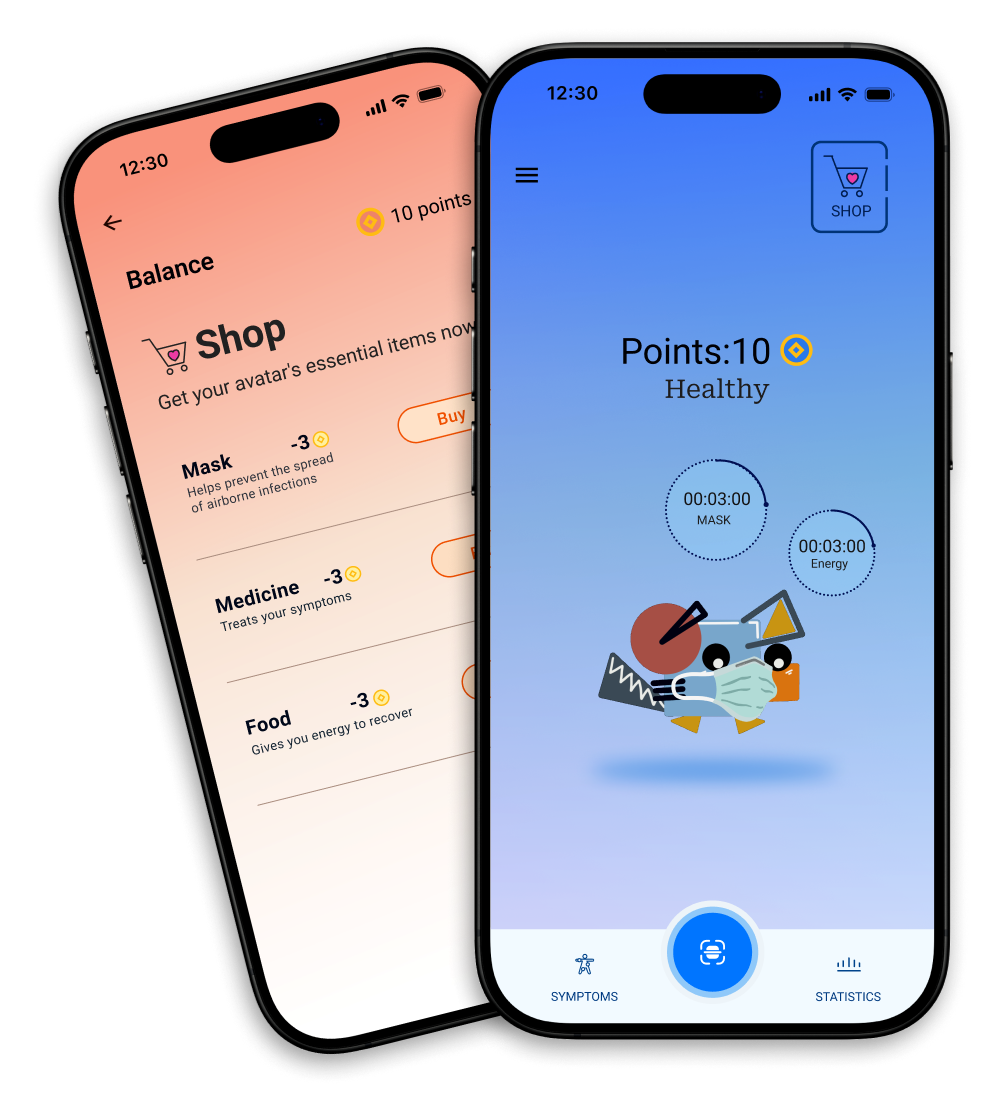 12:30
10 points
Balance
Shop
Get your avatar's essential items now
Buy
-3
Mask
Helps prevent the spread
of airborne infections
-3
Medicine
Treats your symptoms
-3
Food
Gives you energy to recover
12:30
SHOP
Points:10
Healthy
00:03:00
MASK
00:03:00
Energy
SYMPTOMS
STATISTICS